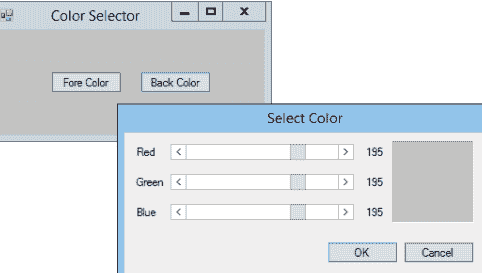 Color Selector
Fore Color Back Color
Select Color
Red 195
Green 195
Blue 195
OK Cancel